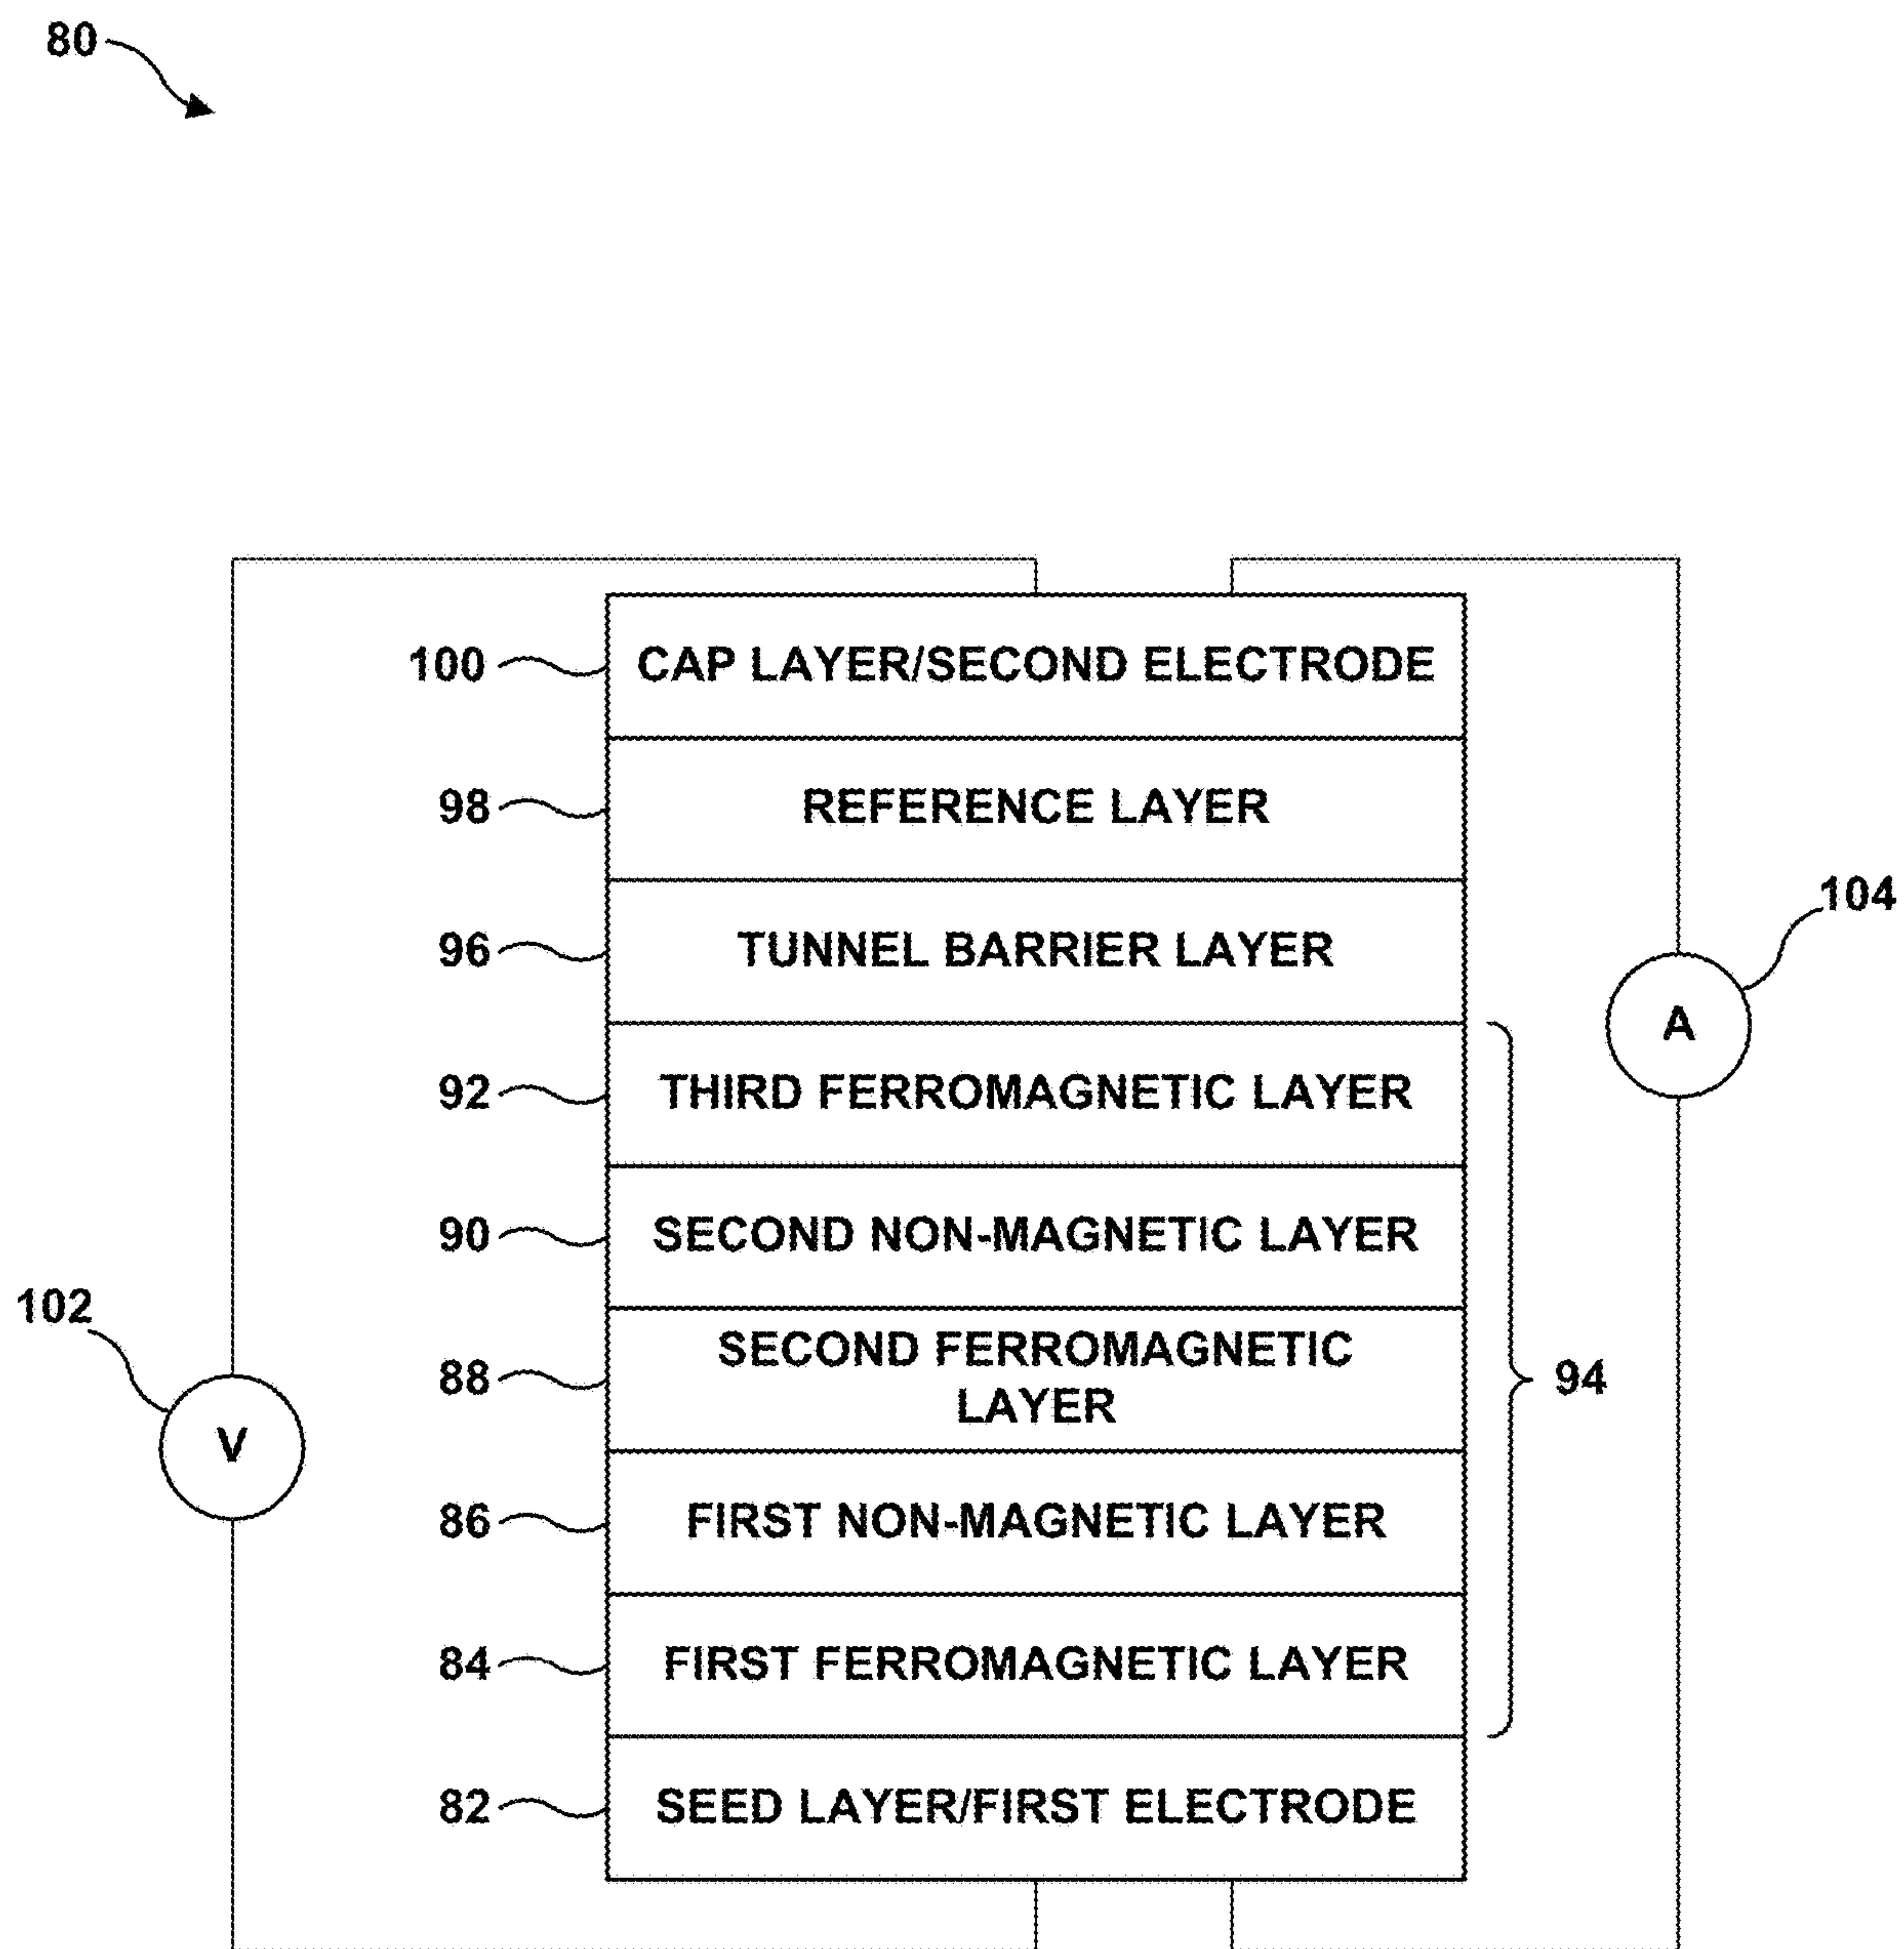 80
100 CAP LAYER/SECOND ELECTRODE
98 REFERENCE LAYER
104
96 TUNNEL BARRIER LAYER
A
92 THIRD FERROMAGNETIC LAYER
90 SECOND NON-MAGNETIC LAYER
102
88 SECOND FERROMAGNETIC
LAYER
94
V
86 FIRST NON-MAGNETIC LAYER
84 FIRST FERROMAGNETIC LAYER
82 SEED LAYER/FIRST ELECTRODE